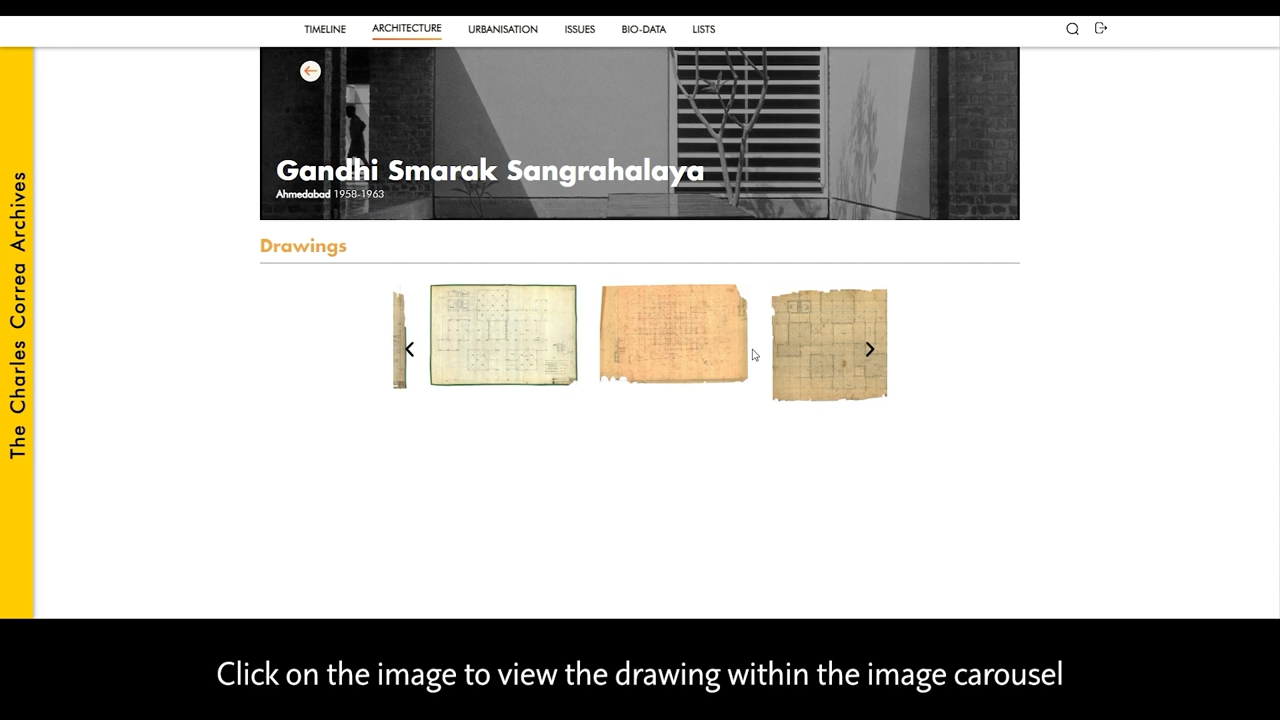 TIMELINE ARCHITECTURE URBANISATION ISSUES BIO-DATA LISTS
The Charles Correa Archives
Gandhi Smarak Sangrahalaya
Ahmedabad 1958-1963
Drawings
Click on the image to view the drawing within the image carousel